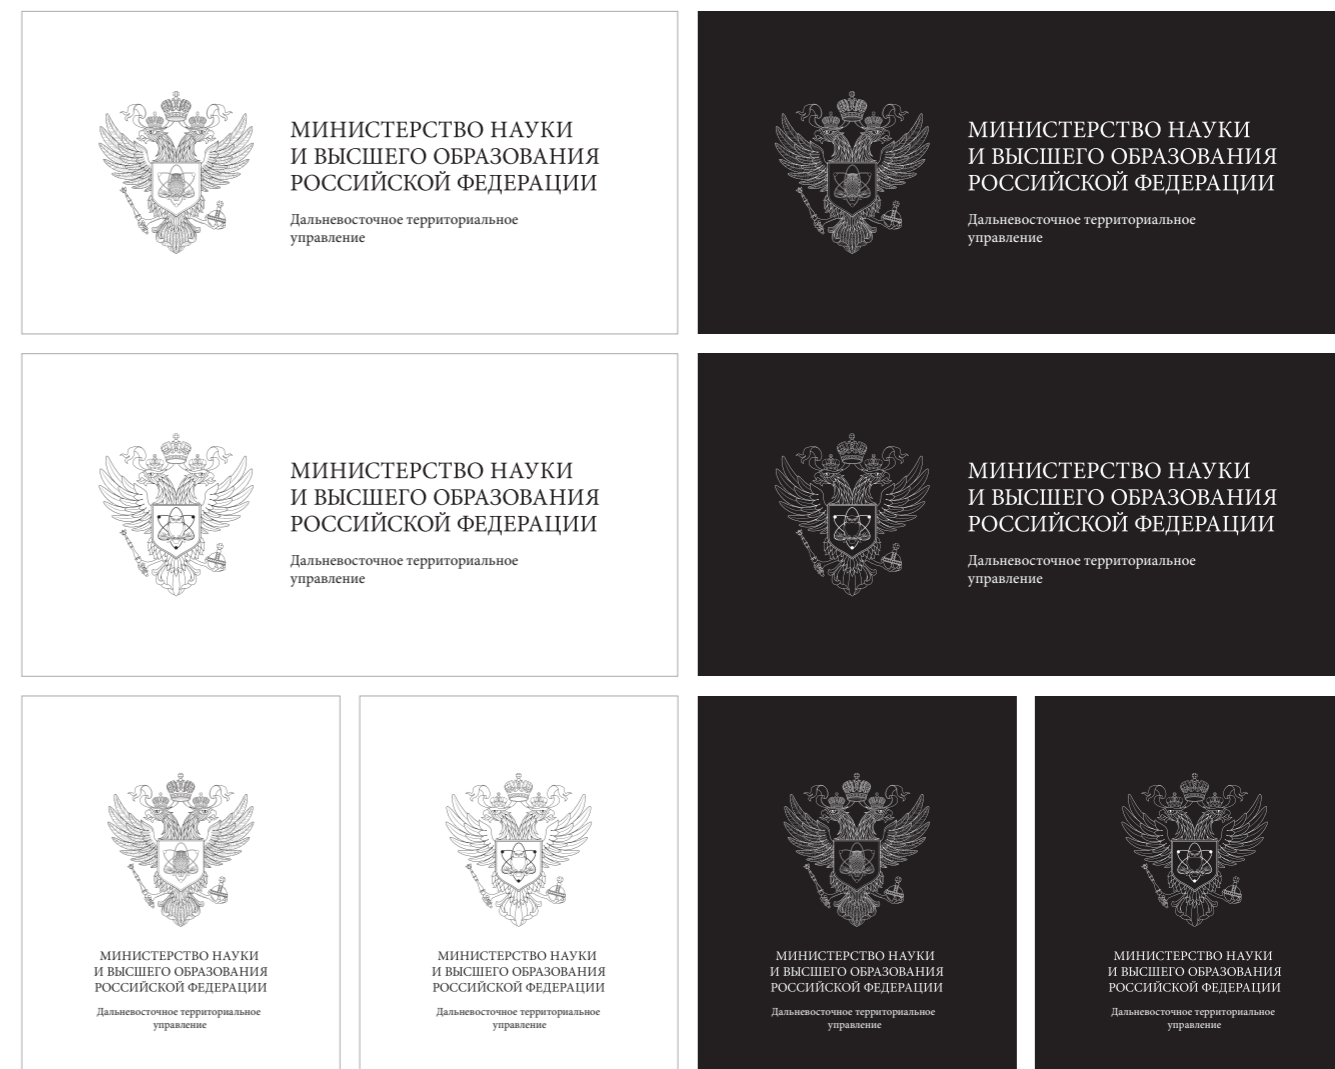 МИНИСТЕРСТВО НАУКИ
И ВЫСШЕГО ОБРАЗОВАНИЯ
РОССИЙСКОЙ ФЕДЕРАЦИИ
Дальневосточное территориальное
управление
МИНИСТЕРСТВО НАУКИ
И ВЫСШЕГО ОБРАЗОВАНИЯ
РОССИЙСКОЙ ФЕДЕРАЦИИ
Дальневосточное территориальное
управление
МИНИСТЕРСТВО НАУКИ
И ВЫСШЕГО ОБРАЗОВАНИЯ
РОССИЙСКОЙ ФЕДЕРАЦИИ
Дальневосточное территориальное
управление
МИНИСТЕРСТВО НАУКИ
И ВЫСШЕГО ОБРАЗОВАНИЯ
РОССИЙСКОЙ ФЕДЕРАЦИИ
Дальневосточное территориальное
управление
МИНИСТЕРСТВО НАУКИ
И ВЫСШЕГО ОБРАЗОВАНИЯ
РОССИЙСКОЙ ФЕДЕРАЦИИ
Дальневосточное территориальное
управление
МИНИСТЕРСТВО НАУКИ
И ВЫСШЕГО ОБРАЗОВАНИЯ
РОССИЙСКОЙ ФЕДЕРАЦИИ
Дальневосточное территориальное
управление
МИНИСТЕРСТВО НАУКИ
И ВЫСШЕГО ОБРАЗОВАНИЯ
РОССИЙСКОЙ ФЕДЕРАЦИИ
Дальневосточное территориальное
управление
МИНИСТЕРСТВО НАУКИ
И ВЫСШЕГО ОБРАЗОВАНИЯ
РОССИЙСКОЙ ФЕДЕРАЦИИ
Дальневосточное территориальное
управление